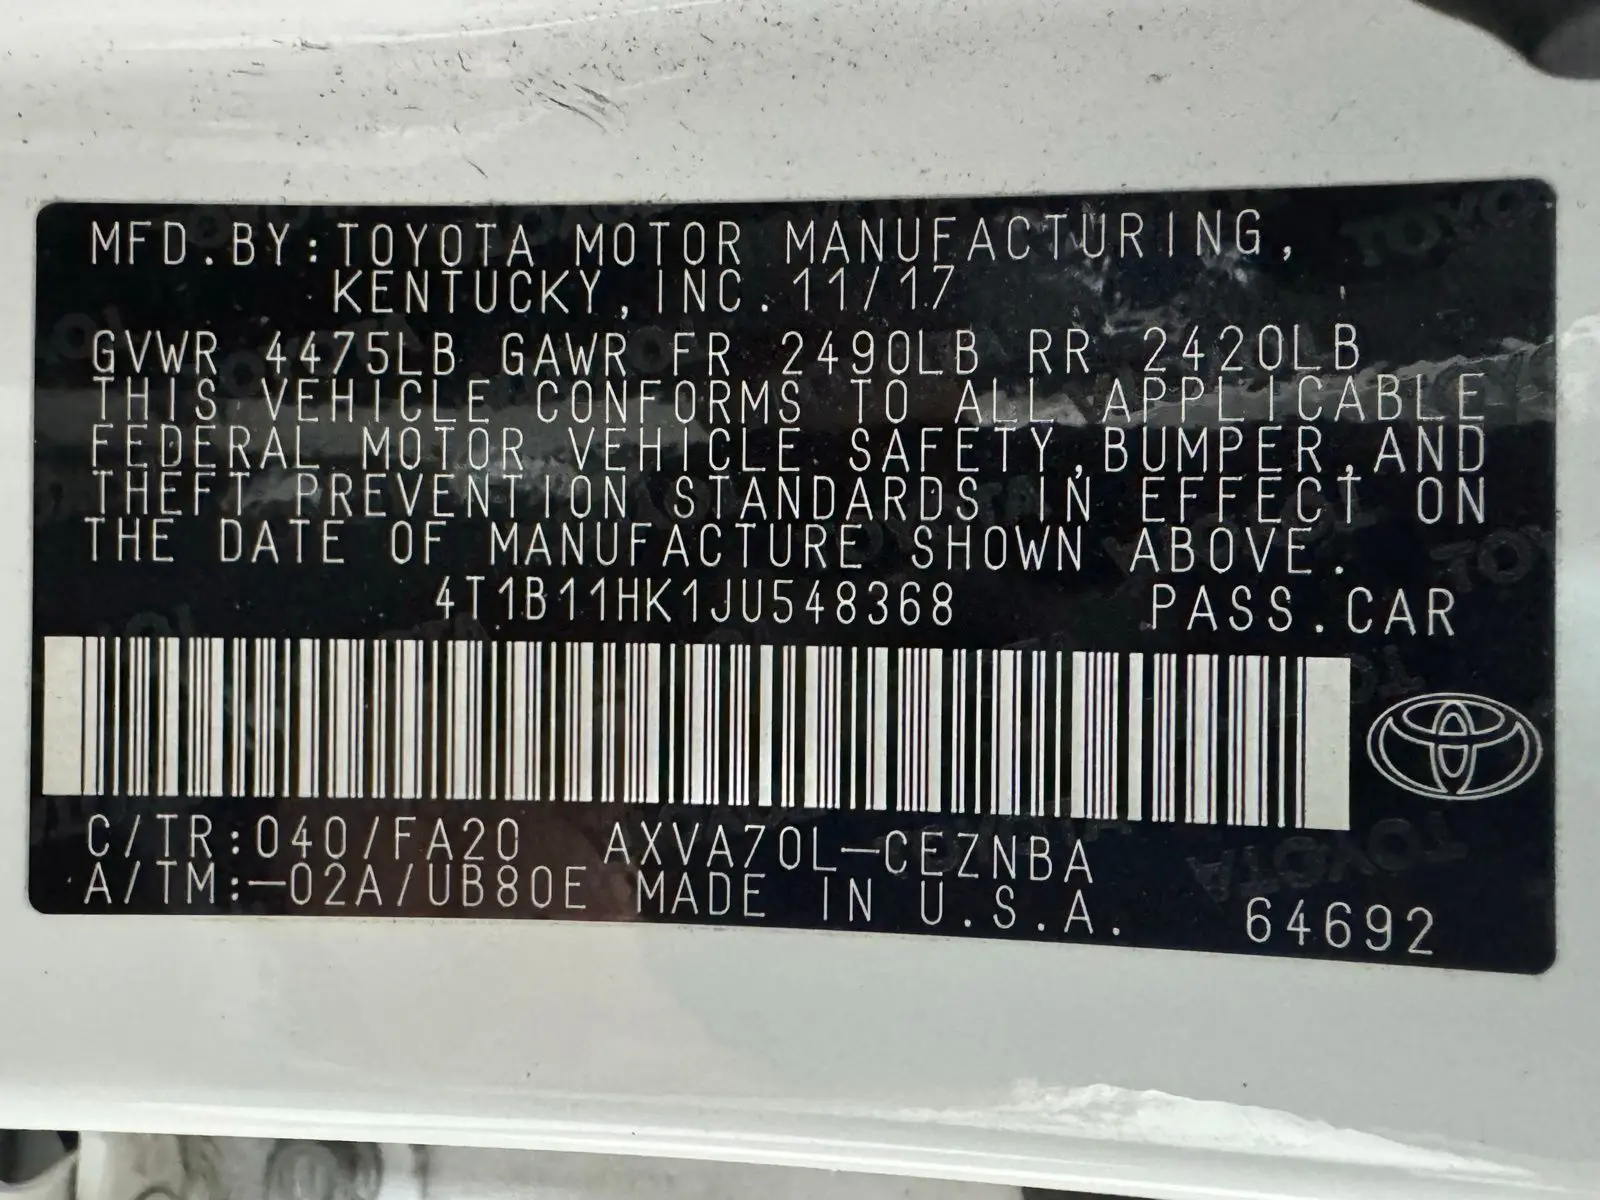 MFD.BY:TOYOTA MOTOR MANUFACTURING,
KENTUCKY,INC.11/17
GVWR 4475LB GAWR FR 2490LB RR 2420LB
THIS VEHICLE CONFORMS TO ALL APPLICABLE
FEDERAL MOTOR VEHICLE SAFETY,BUMPER,AND
THEFT PREVENTION STANDARDS IN EFFECT ON
THE DATE OF MANUFACTURE SHOWN ABOVE.
4T1B11HK1JU548368 PASS.CAR
C/TR:040/FA20 AXVA70L-CEZNBA
A/TM:-02A/UB80E MADE IN U.S.A. 64692